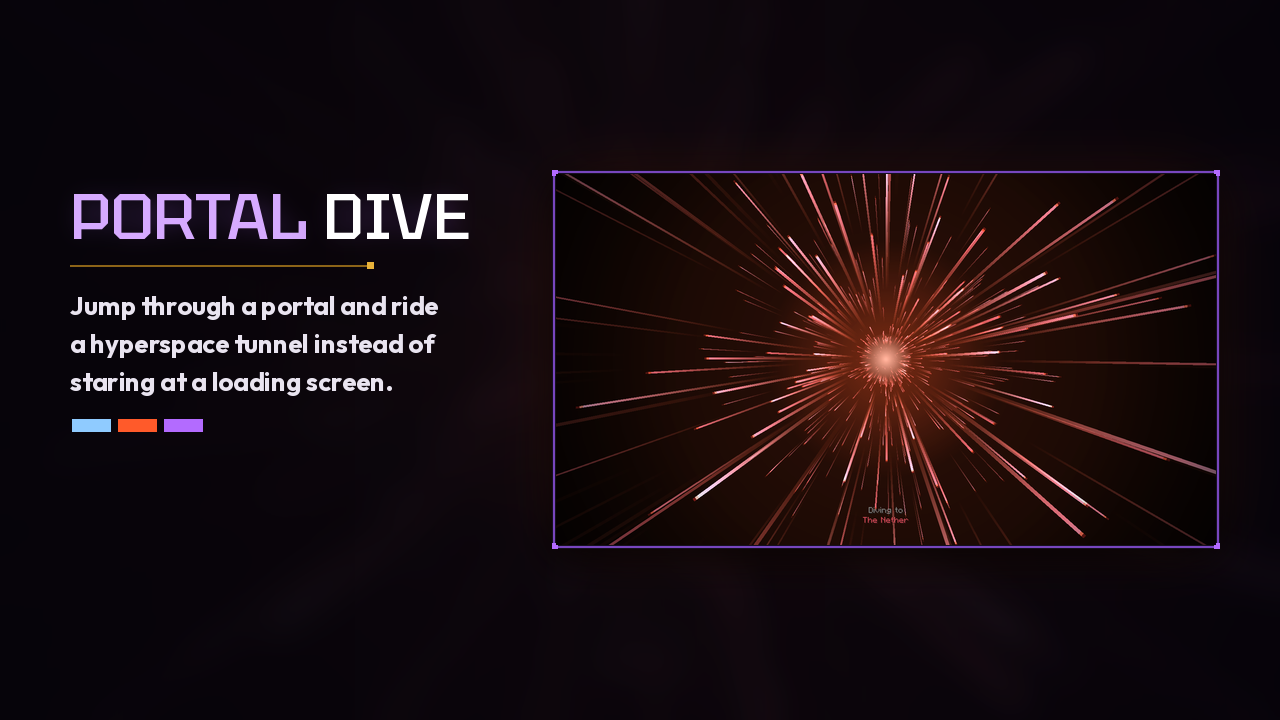 PORTAL DIVE
Jump through a portal and ride
a hyperspace tunnel instead of
staring at a loading screen.
Diving to
The Nether